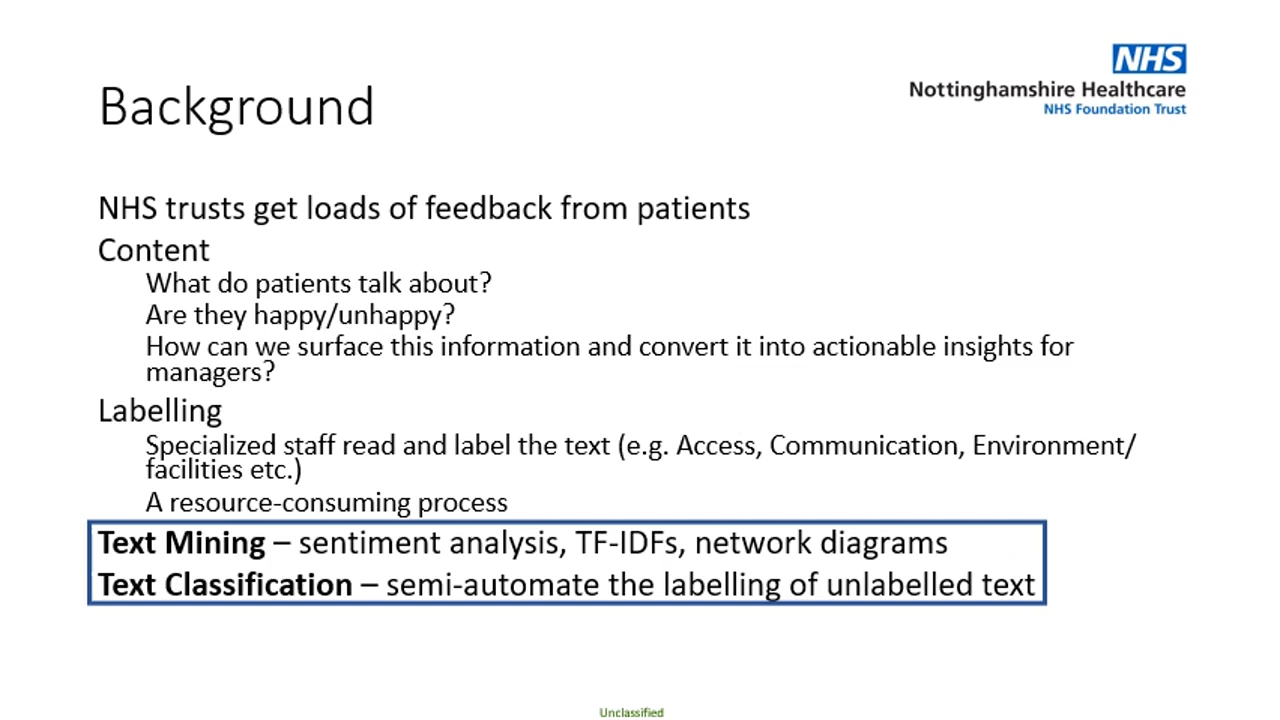 NHS
Nottinghamshire Healthcare
NHS Foundation Trust
Background
NHS trusts get loads of feedback from patients
Content
What do patients talk about?
Are they happy/unhappy?
How can we surface this information and convert it into actionable insights for
managers?
Labelling
Specialized staff read and label the text (e.g. Access, Communication, Environment/
facilities etc.)
A resource-consuming process
Text Mining – sentiment analysis, TF-IDFs, network diagrams
Text Classification – semi-automate the labelling of unlabelled text
Unclassified